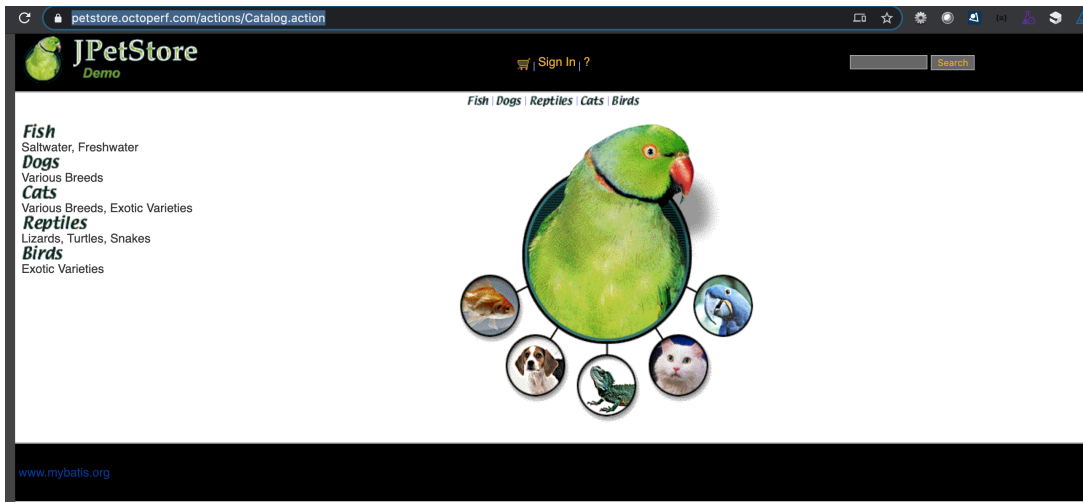 petstore.octoperf.com/actions/Catalog.action
JPetStore
Demo
| Sign In | ?
Search
Fish | Dogs | Reptiles | Cats | Birds
Fish
Saltwater, Freshwater
Dogs
Various Breeds
Cats
Various Breeds, Exotic Varieties
Reptiles
Lizards, Turtles, Snakes
Birds
Exotic Varieties
www.mybatis.org